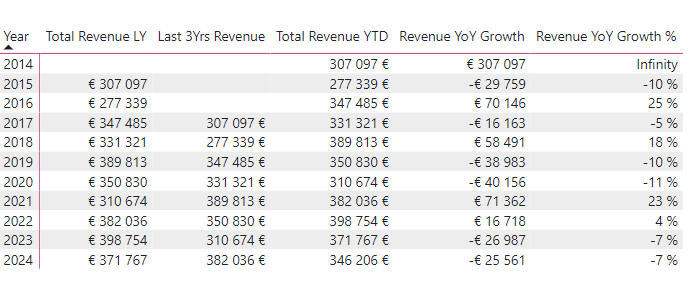 Year Total Revenue LY Last 3Yrs Revenue Total Revenue YTD Revenue YoY Growth Revenue YoY Growth %
2014 307 097 € € 307 097 Infinity
2015 € 307 097 277 339 € -€ 29 759 -10 %
2016 € 277 339 347 485 € € 70 146 25 %
2017 € 347 485 307 097 € 331 321 € -€ 16 163 -5 %
2018 € 331 321 277 339 € 389 813 € € 58 491 18 %
2019 € 389 813 347 485 € 350 830 € -€ 38 983 -10 %
2020 € 350 830 331 321 € 310 674 € -€ 40 156 -11 %
2021 € 310 674 389 813 € 382 036 € € 71 362 23 %
2022 € 382 036 350 830 € 398 754 € € 16 718 4 %
2023 € 398 754 310 674 € 371 767 € -€ 26 987 -7 %
2024 € 371 767 382 036 € 346 206 € -€ 25 561 -7 %